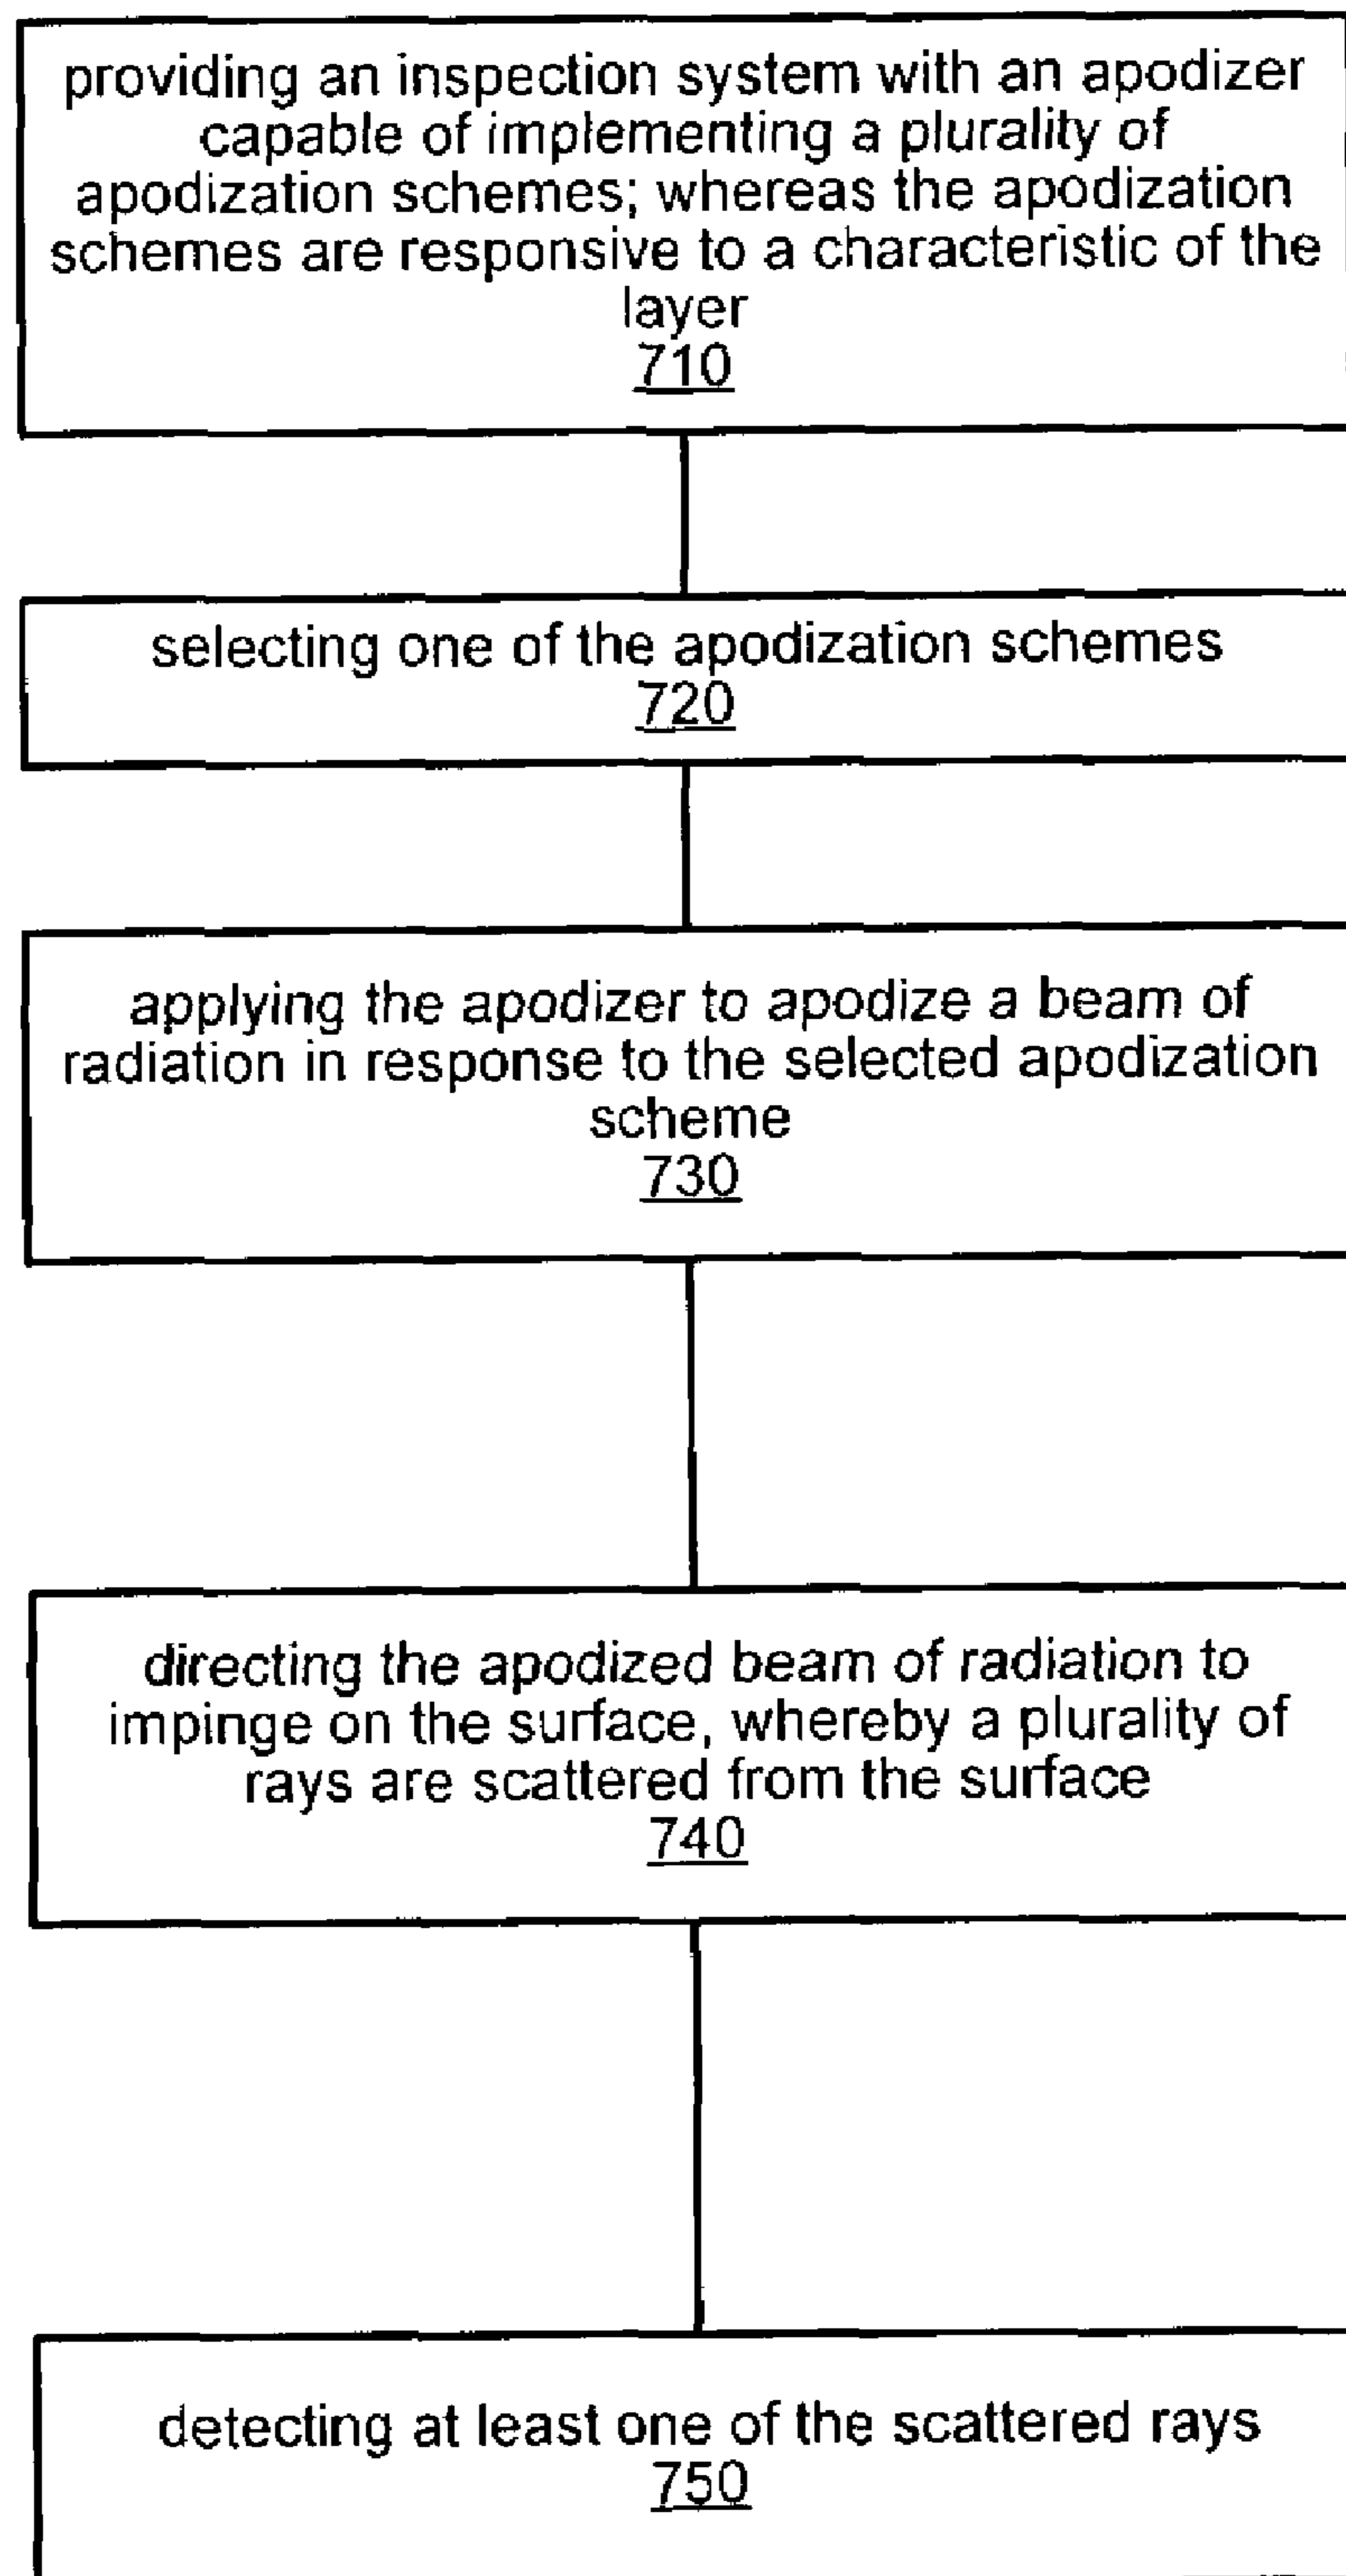 providing an inspection system with an apodizer
capable of implementing a plurality of
apodization schemes; whereas the apodization
schemes are responsive to a characteristic of the
layer
710
selecting one of the apodization schemes
720
applying the apodizer to apodize a beam of
radiation in response to the selected apodization
scheme
730
directing the apodized beam of radiation to
impinge on the surface, whereby a plurality of
rays are scattered from the surface
740
detecting at least one of the scattered rays
750